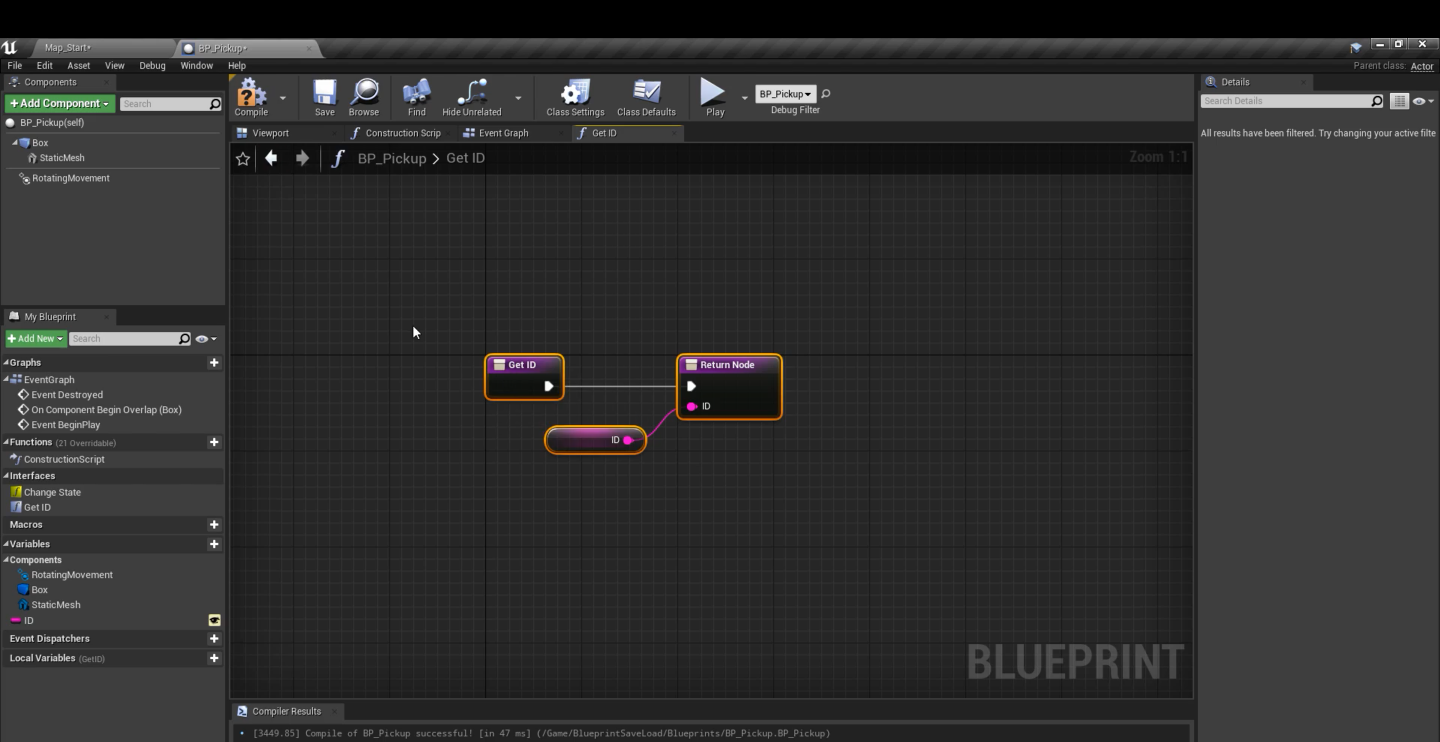 Map_Start•
BP_Pickup•
File Edit Asset View Debug Window Help
Parent class: Actor
Components
+Add Component
Search
BP_Pickup(self)
Box
StaticMesh
RotatingMovement
Compile
Save
Browse
Find
Hide Unrelated
Class Settings
Class Defaults
Play
BP_Pickup
Debug Filter
Viewport
Construction Scrip
Event Graph
Get ID
BP_Pickup > Get ID
Zoom 1:1
Get ID
Return Node
ID
ID
BLUEPRINT
My Blueprint
+Add New
Search
Graphs
EventGraph
Event Destroyed
On Component Begin Overlap (Box)
Event BeginPlay
Functions (21 Overridable)
ConstructionScript
Interfaces
Change State
Get ID
Macros
Variables
Components
RotatingMovement
Box
StaticMesh
ID
Event Dispatchers
Local Variables (GetID)
Compiler Results
• [3449.85] Compile of BP_Pickup successful! [in 47 ms] (/Game/BlueprintSaveLoad/Blueprints/BP_Pickup.BP_Pickup)
Details
Search Details
All results have been filtered. Try changing your active filte